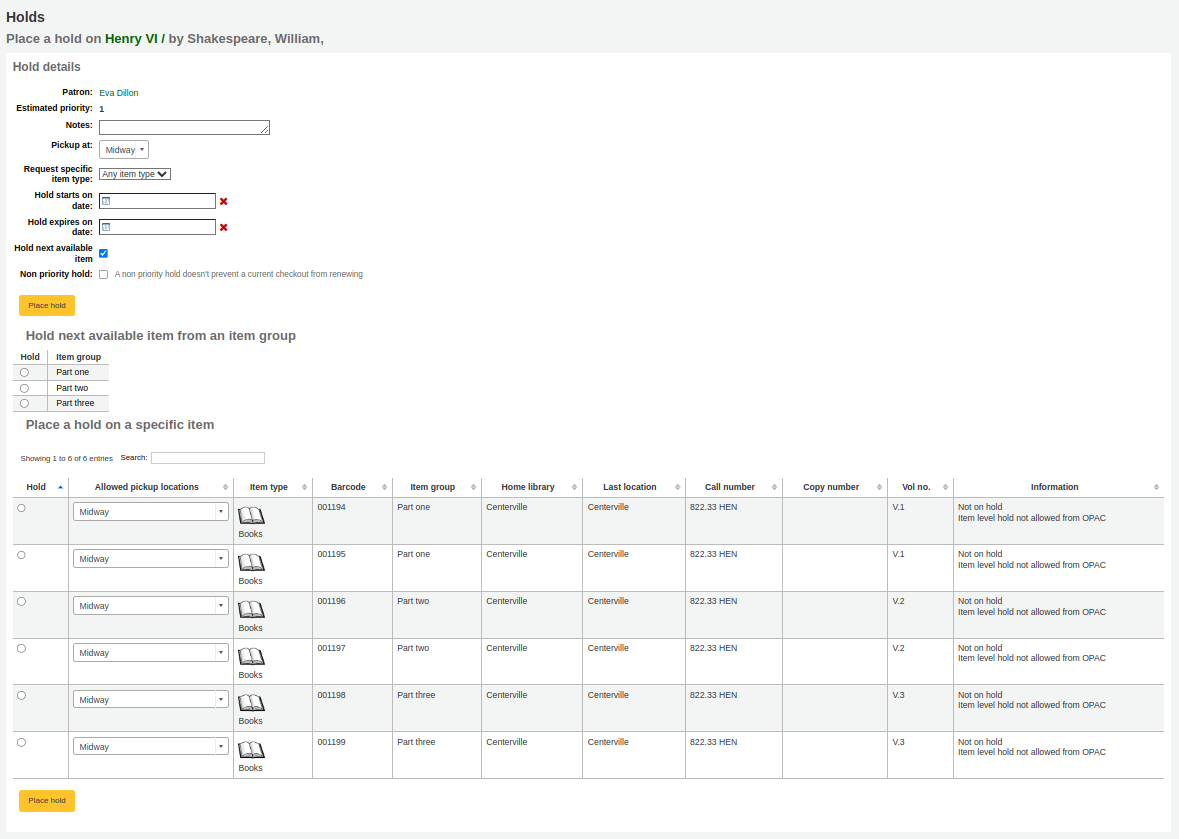 Holds
Place a hold on Henry VI / by Shakespeare, William,
Hold details
Patron: Eva Dillon
Estimated priority: 1
Notes:
Pickup at: Midway
Request specific item type: Any item type
Hold starts on date:
Hold expires on date:
Hold next available item
Non priority hold: A non priority hold doesn't prevent a current checkout from renewing
Place hold
Hold next available item from an item group
Hold Item group
Part one
Part two
Part three
Place a hold on a specific item
Showing 1 to 6 of 6 entries Search:
Hold Allowed pickup locations Item type Barcode Item group Home library Last location Call number Copy number Vol no. Information
Midway Books 001194 Part one Centerville Centerville 822.33 HEN V.1 Not on hold
Item level hold not allowed from OPAC
Midway Books 001195 Part one Centerville Centerville 822.33 HEN V.1 Not on hold
Item level hold not allowed from OPAC
Midway Books 001196 Part two Centerville Centerville 822.33 HEN V.2 Not on hold
Item level hold not allowed from OPAC
Midway Books 001197 Part two Centerville Centerville 822.33 HEN V.2 Not on hold
Item level hold not allowed from OPAC
Midway Books 001198 Part three Centerville Centerville 822.33 HEN V.3 Not on hold
Item level hold not allowed from OPAC
Midway Books 001199 Part three Centerville Centerville 822.33 HEN V.3 Not on hold
Item level hold not allowed from OPAC
Place hold